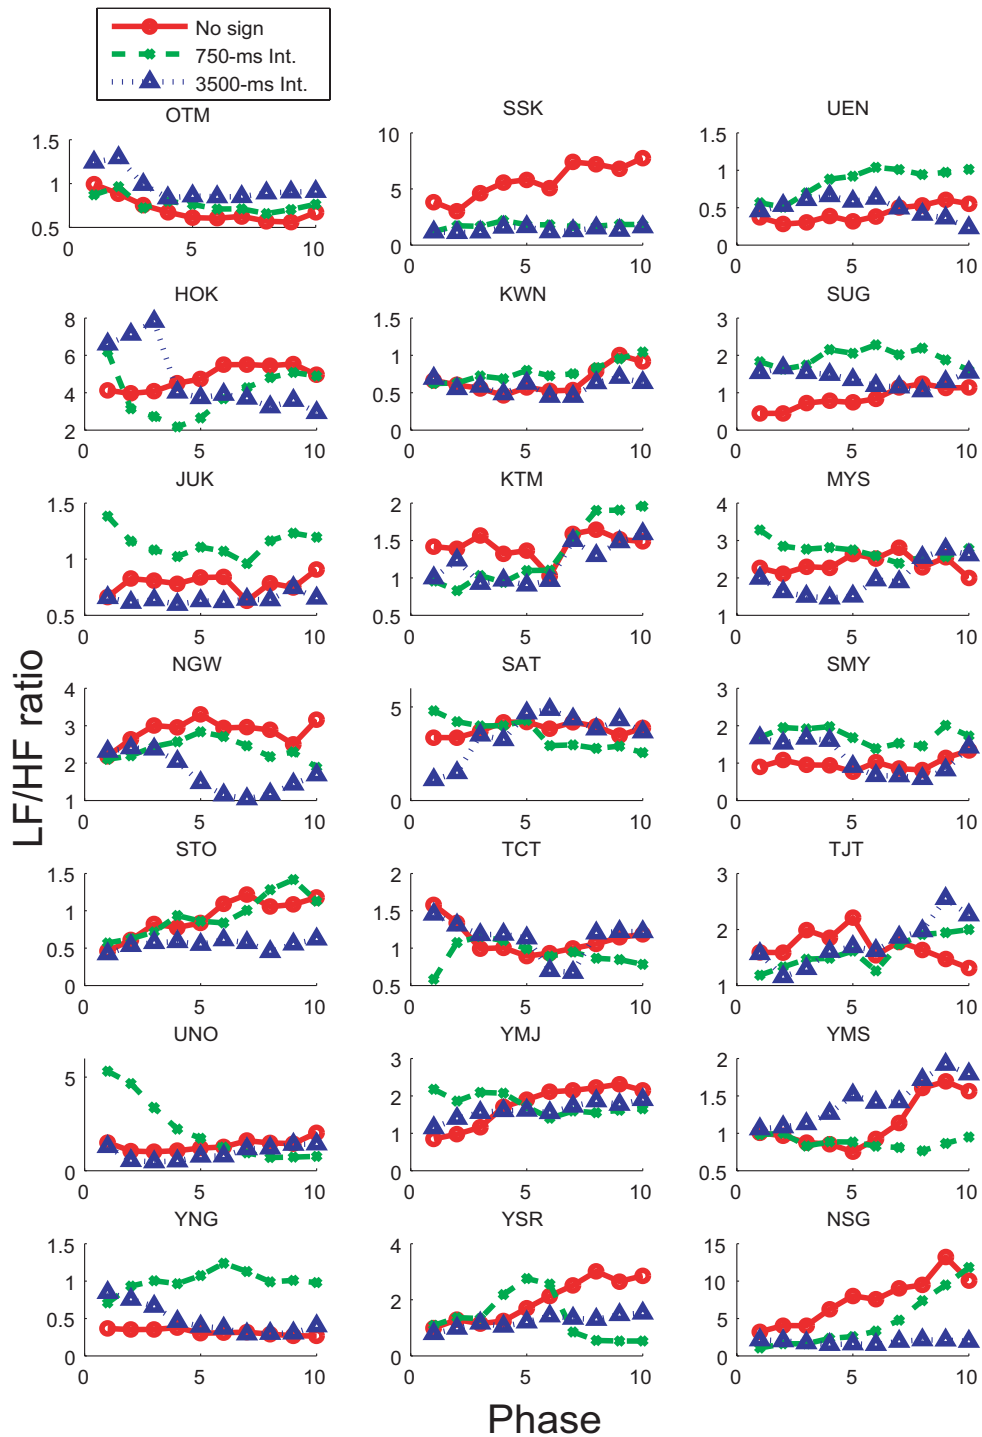 No sign
750-ms Int.
3500-ms Int.
OTM
SSK
UEN
1.5
1
0.5
0 5 10
10
5
0
0 5 10
1.5
1
0.5
0
0 5 10
HOK
KWN
SUG
8
6
4
2
0 5 10
1.5
1
0.5
0
0 5 10
3
2
1
0
0 5 10
JUK
KTM
MYS
1.5
1
0.5
0 5 10
2
1.5
1
0.5
0 5 10
4
3
2
1
0 5 10
NGW
SAT
SMY
4
3
2
1
0 5 10
5
0
0 5 10
3
2
1
0
0 5 10
STO
TCT
TJT
1.5
1
0.5
0
0 5 10
2
1.5
1
0.5
0 5 10
3
2
1
0 5 10
UNO
YMJ
YMS
5
0
0 5 10
3
2
1
0
0 5 10
2
1.5
1
0.5
0 5 10
YNG
YSR
NSG
1.5
1
0.5
0
0 5 10
4
2
0
0 5 10
15
10
5
0
0 5 10
LF/HF ratio
Phase